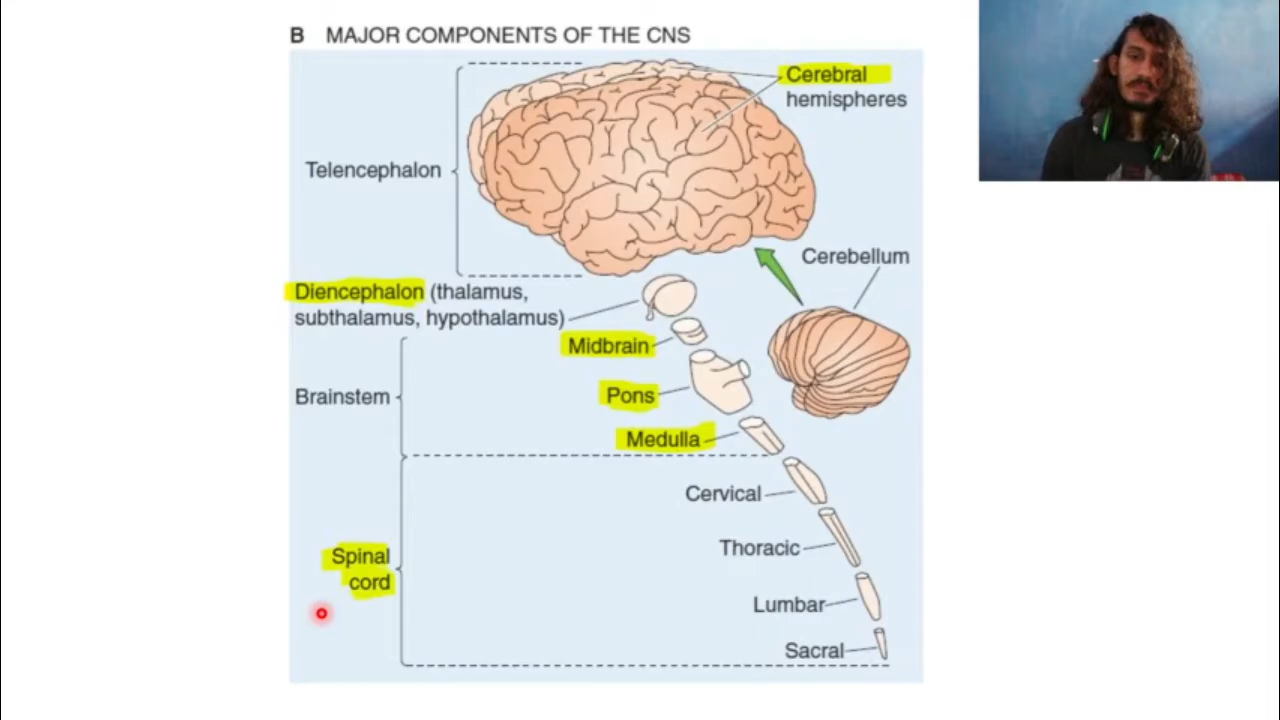 B MAJOR COMPONENTS OF THE CNS
Cerebral
hemispheres
Telencephalon
Cerebellum
Diencephalon (thalamus,
subthalamus, hypothalamus)
Midbrain
Brainstem
Pons
Medulla
Cervical
Thoracic
Spinal
cord
Lumbar
Sacral